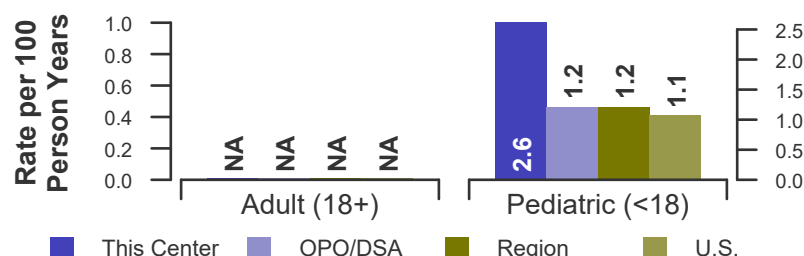 Rate per 100
Person Years
1.0
0.8
0.6
0.4
0.2
0.0
NA NA NA NA
2.6 1.2 1.2 1.1
2.5
2.0
1.5
1.0
0.5
0.0
Adult (18+) Pediatric (<18)
This Center OPO/DSA Region U.S.